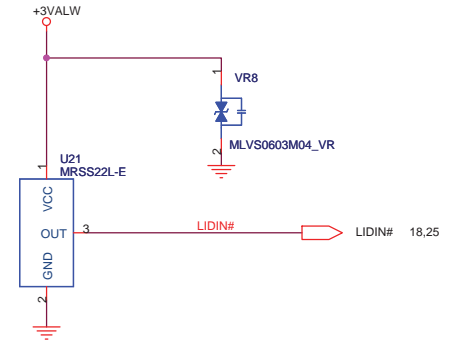 +3VALW
1
VR8
2
MLVS0603M04_VR
1
U21
MRSS22L-E
VCC
OUT
3
LIDIN#
LIDIN# 18,25
GND
2